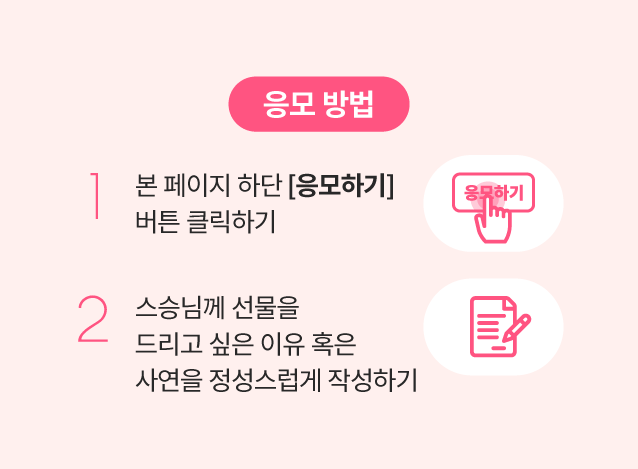 응모 방법
1
본 페이지 하단 [응모하기]
버튼 클릭하기
응모하기
2
스승님께 선물을
드리고 싶은 이유 혹은
사연을 정성스럽게 작성하기